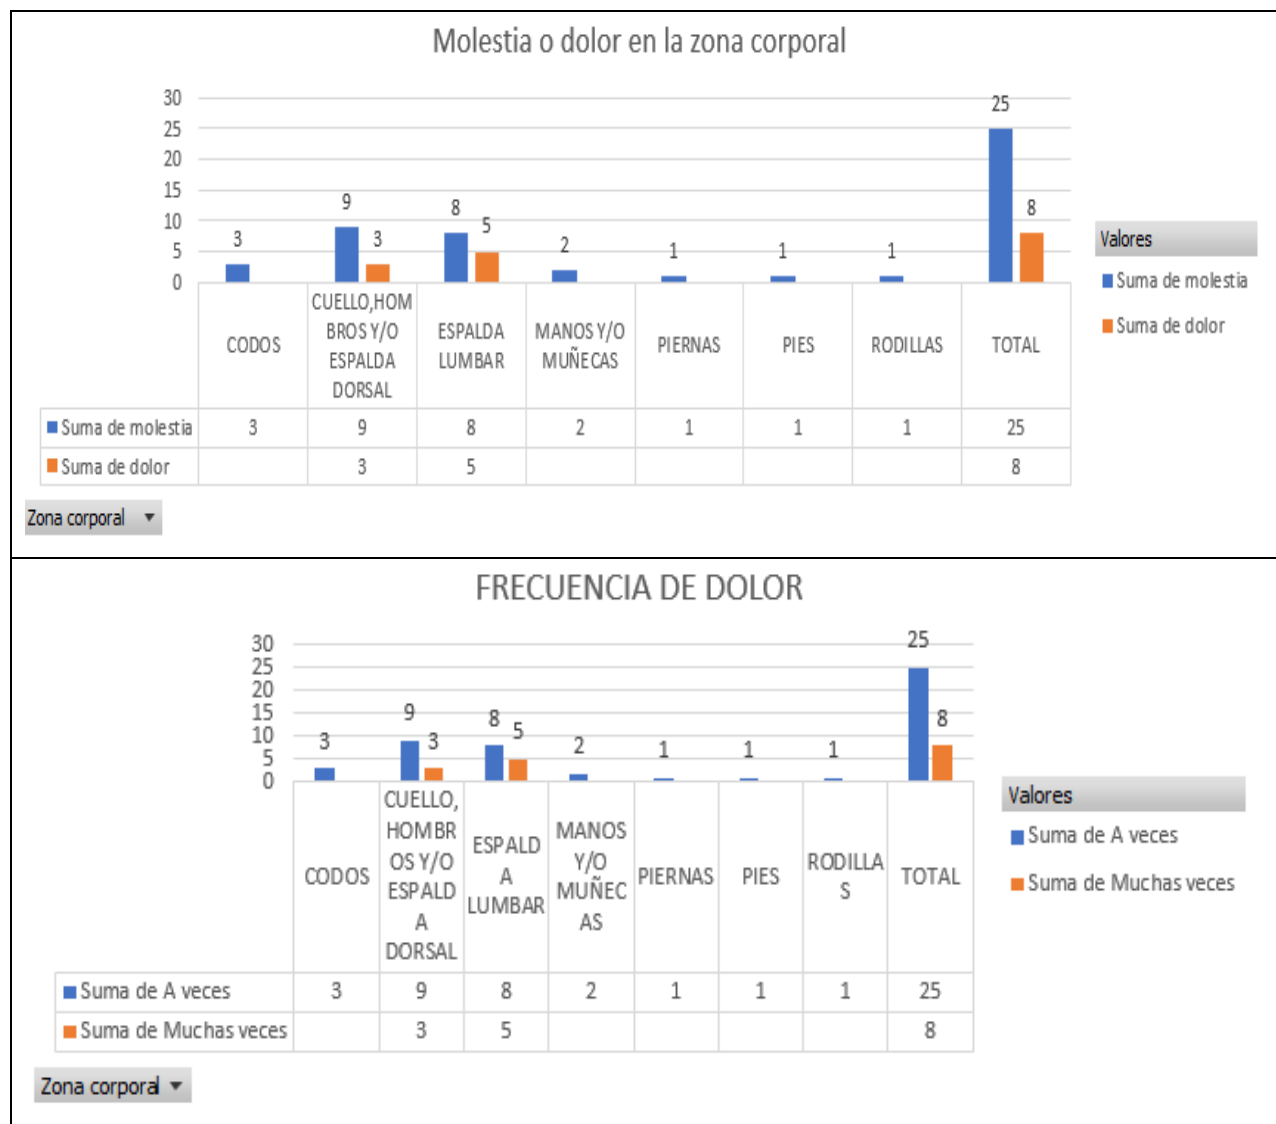 Molestia o dolor en la zona corporal
30
25
20
15
10
5
0
3
9
3
8
5
2
1
1
1
25
8
CODOS
CUELLO,HOM
BROS Y/O
ESPALDA
DORSAL
ESPALDA
LUMBAR
MANOS Y/O
MUÑECAS
PIERNAS
PIES
RODILLAS
TOTAL
Suma de molestia 3 9 8 2 1 1 1 25
Suma de dolor 3 5 8
Valores
Suma de molestia
Suma de dolor
Zona corporal
FRECUENCIA DE DOLOR
30
25
20
15
10
5
0
3
9
3
8
5
2
1
1
1
25
8
CODOS
CUELLO,
HOMBR
OS Y/O
ESPALD
A
DORSAL
ESPALD
A
LUMBAR
MANOS
Y/O
MUÑEC
AS
PIERNAS
PIES
RODILLA
S
TOTAL
Suma de A veces 3 9 8 2 1 1 1 25
Suma de Muchas veces 3 5 8
Valores
Suma de A veces
Suma de Muchas veces
Zona corporal